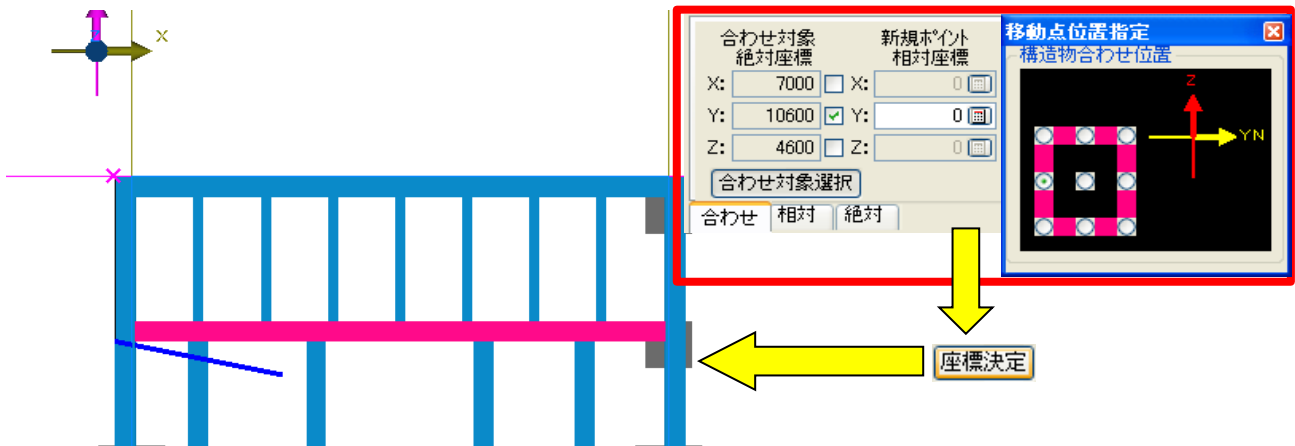 X
合わせ対象 新規ポイント
絶対座標 相対座標
X: 7000 X: 0
Y: 10600 Y: 0
Z: 4600 Z: 0
合わせ対象選択
合わせ 相対 絶対
移動点位置指定
構造物合わせ位置
Z
YN
座標決定